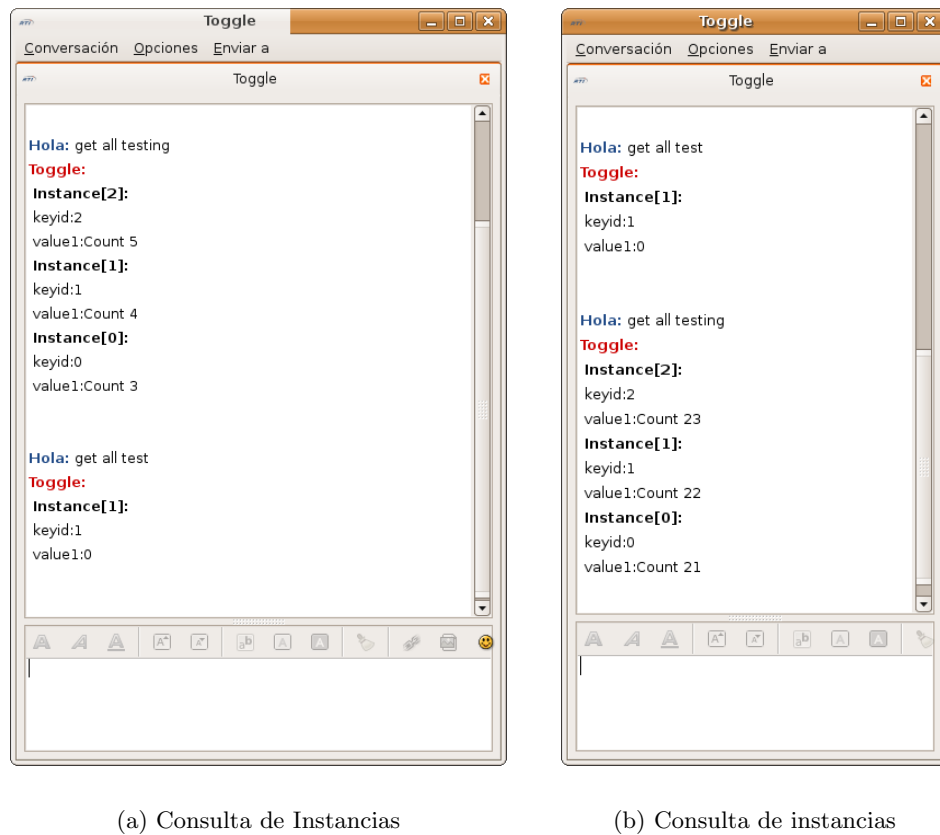 Toggle
Conversación Opciones Enviar a
Toggle
Hola: get all testing
Toggle:
Instance[2]:
keyid:2
value1:Count 5
Instance[1]:
keyid:1
value1:Count 4
Instance[0]:
keyid:0
value1:Count 3
Hola: get all test
Toggle:
Instance[1]:
keyid:1
value1:0
(a) Consulta de Instancias
Toggle
Conversación Opciones Enviar a
Toggle
Hola: get all test
Toggle:
Instance[1]:
keyid:1
value1:0
Hola: get all testing
Toggle:
Instance[2]:
keyid:2
value1:Count 23
Instance[1]:
keyid:1
value1:Count 22
Instance[0]:
keyid:0
value1:Count 21
(b) Consulta de instancias